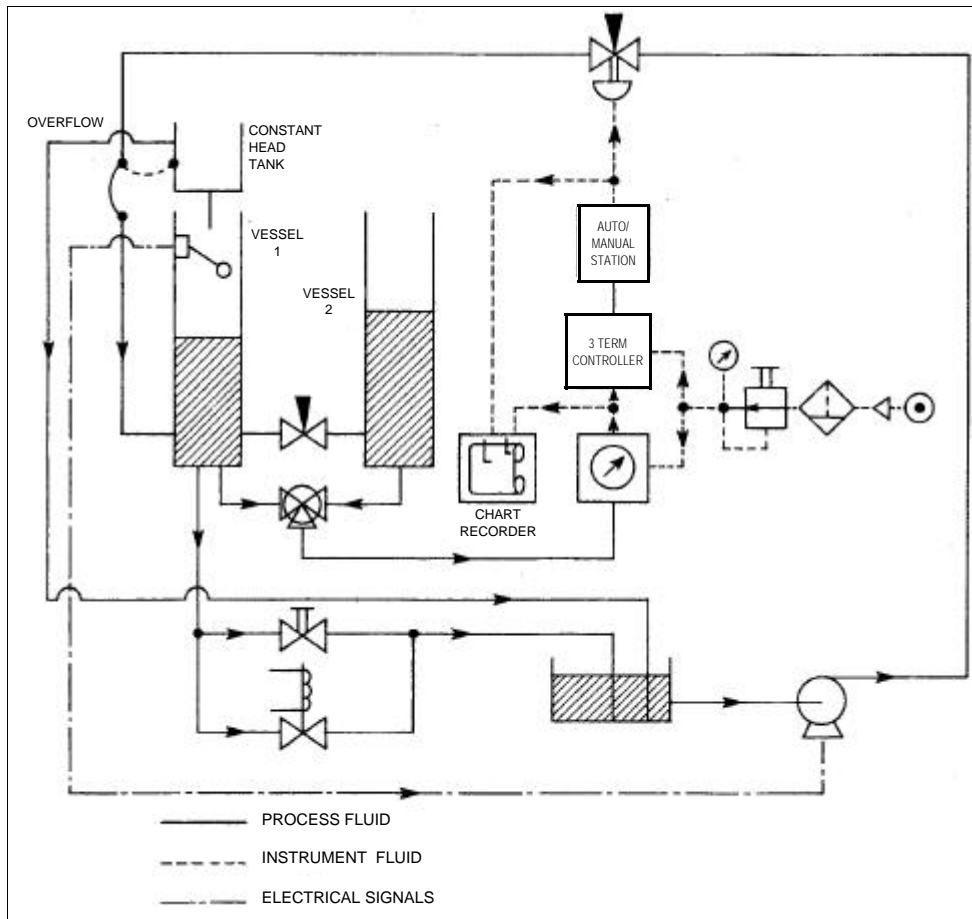 OVERFLOW
CONSTANT
HEAD
TANK
VESSEL
1
VESSEL
2
AUTO/
MANUAL
STATION
3 TERM
CONTROLLER
CHART
RECORDER
PROCESS FLUID
INSTRUMENT FLUID
ELECTRICAL SIGNALS